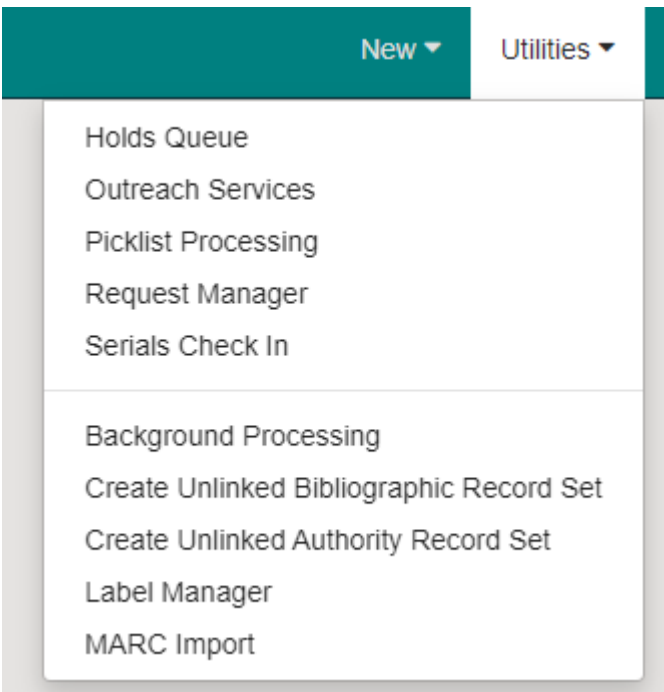 New Utilities
Holds Queue
Outreach Services
Picklist Processing
Request Manager
Serials Check In
Background Processing
Create Unlinked Bibliographic Record Set
Create Unlinked Authority Record Set
Label Manager
MARC Import